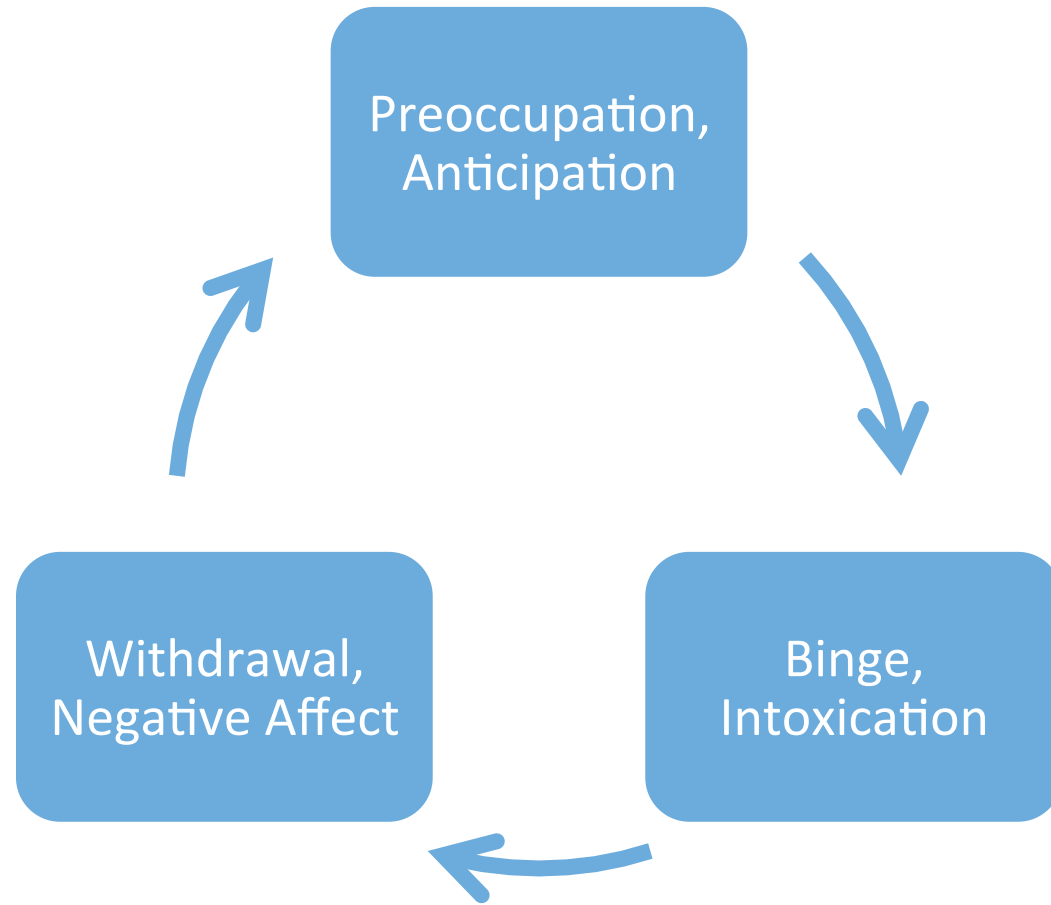 Preoccupation,
Anticipation
Binge,
Intoxication
Withdrawal,
Negative Affect